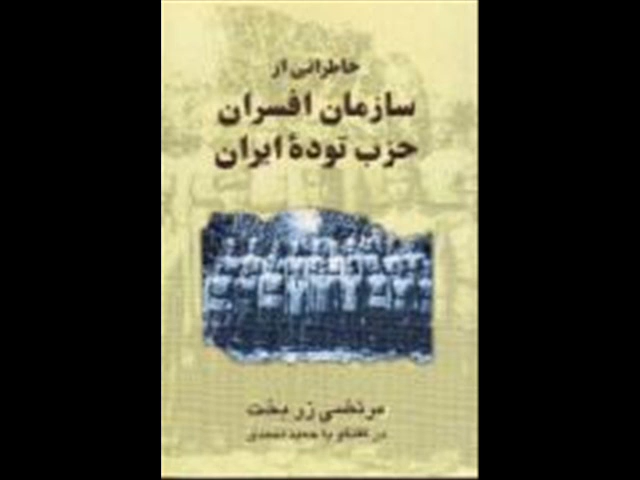 خاطراتی از
سازمان افسران
حزب تودهٔ ایران
مرتضی زربخت
در گفتگو با حمید احمدی